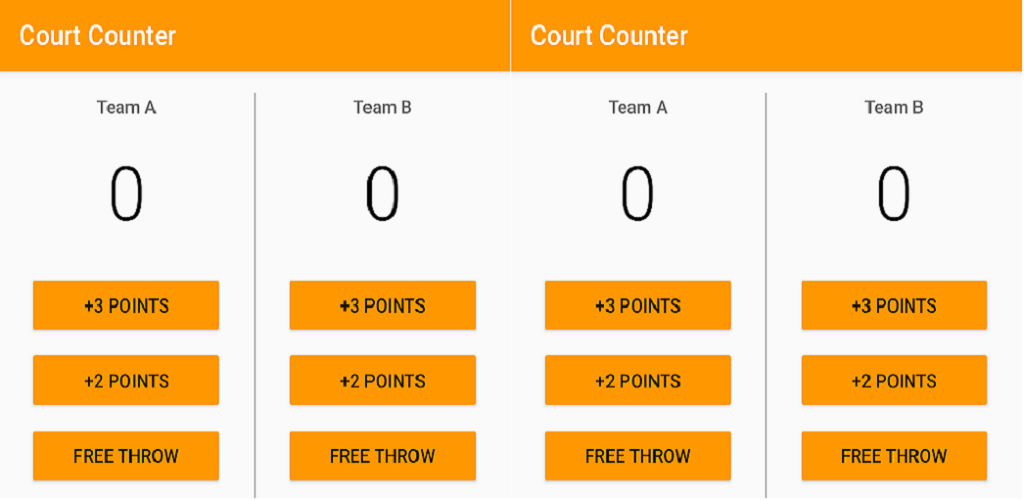 Court Counter
Team A
Team B
0
0
+3 POINTS
+3 POINTS
+2 POINTS
+2 POINTS
FREE THROW
FREE THROW
Court Counter
Team A
Team B
0
0
+3 POINTS
+3 POINTS
+2 POINTS
+2 POINTS
FREE THROW
FREE THROW